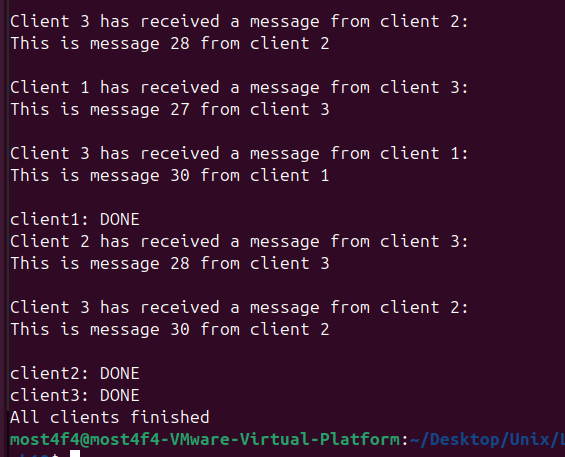 Client 3 has received a message from client 2:
This is message 28 from client 2
Client 1 has received a message from client 3:
This is message 27 from client 3
Client 3 has received a message from client 1:
This is message 30 from client 1
client1: DONE
Client 2 has received a message from client 3:
This is message 28 from client 3
Client 3 has received a message from client 2:
This is message 30 from client 2
client2: DONE
client3: DONE
All clients finished
most4f4@most4f4-VMware-Virtual-Platform:~/Desktop/Unix/